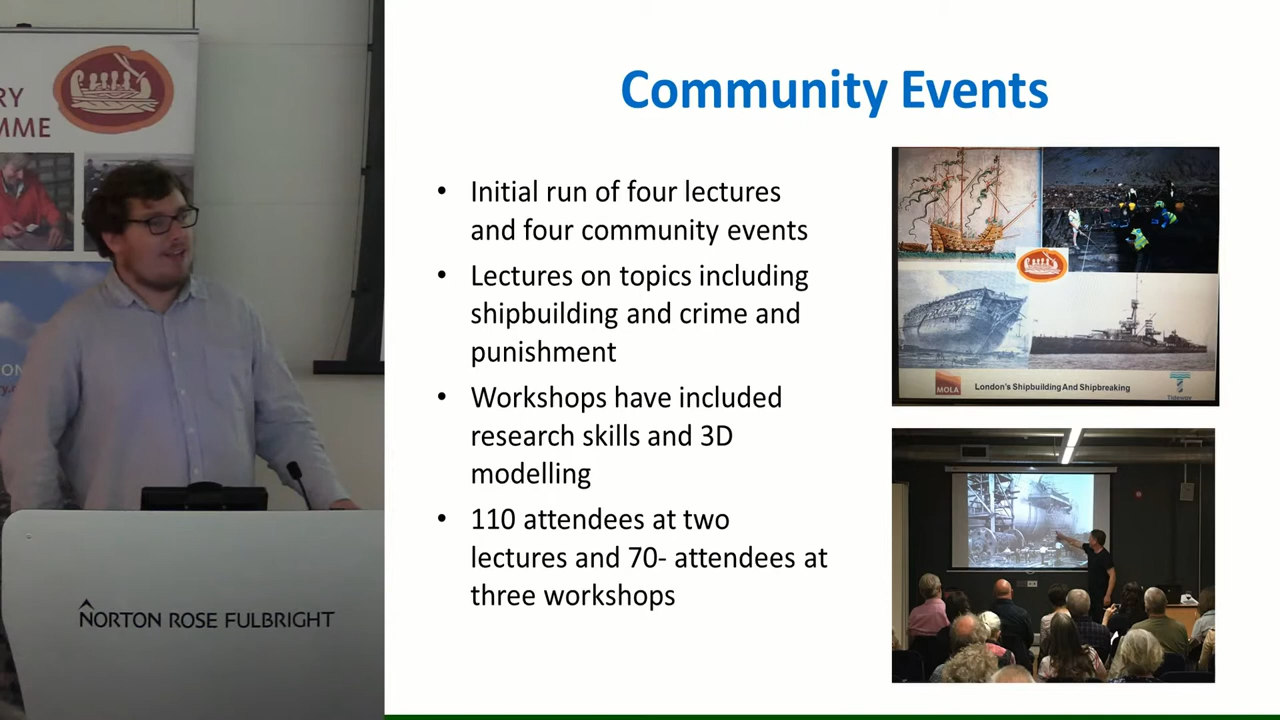 RY
MME
ON
NORTON ROSE FULBRIGHT
Community Events
• Initial run of four lectures
and four community events
• Lectures on topics including
shipbuilding and crime and
punishment
• Workshops have included
research skills and 3D
modelling
• 110 attendees at two
lectures and 70- attendees at
three workshops
MOLA
London's Shipbuilding And Shipbreaking
Tideway